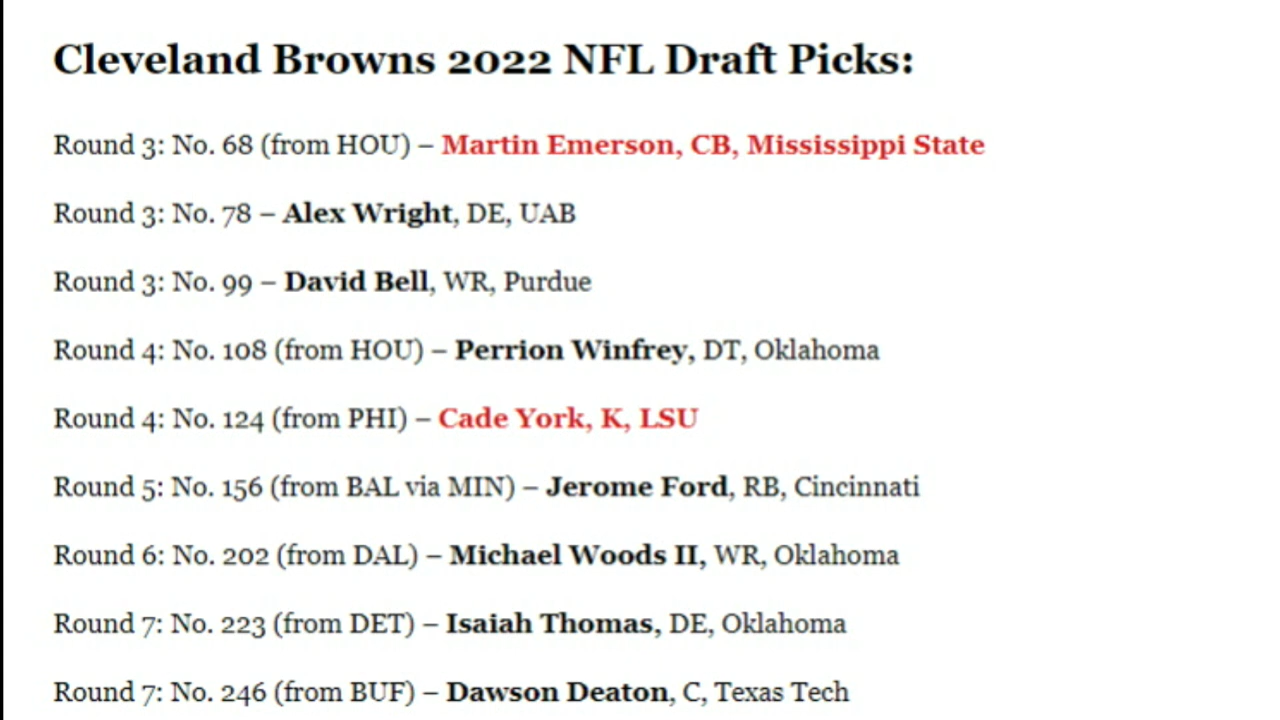 Cleveland Browns 2022 NFL Draft Picks:
Round 3: No. 68 (from HOU) – Martin Emerson, CB, Mississippi State
Round 3: No. 78 – Alex Wright, DE, UAB
Round 3: No. 99 – David Bell, WR, Purdue
Round 4: No. 108 (from HOU) – Perrion Winfrey, DT, Oklahoma
Round 4: No. 124 (from PHI) – Cade York, K, LSU
Round 5: No. 156 (from BAL via MIN) – Jerome Ford, RB, Cincinnati
Round 6: No. 202 (from DAL) – Michael Woods II, WR, Oklahoma
Round 7: No. 223 (from DET) – Isaiah Thomas, DE, Oklahoma
Round 7: No. 246 (from BUF) – Dawson Deaton, C, Texas Tech